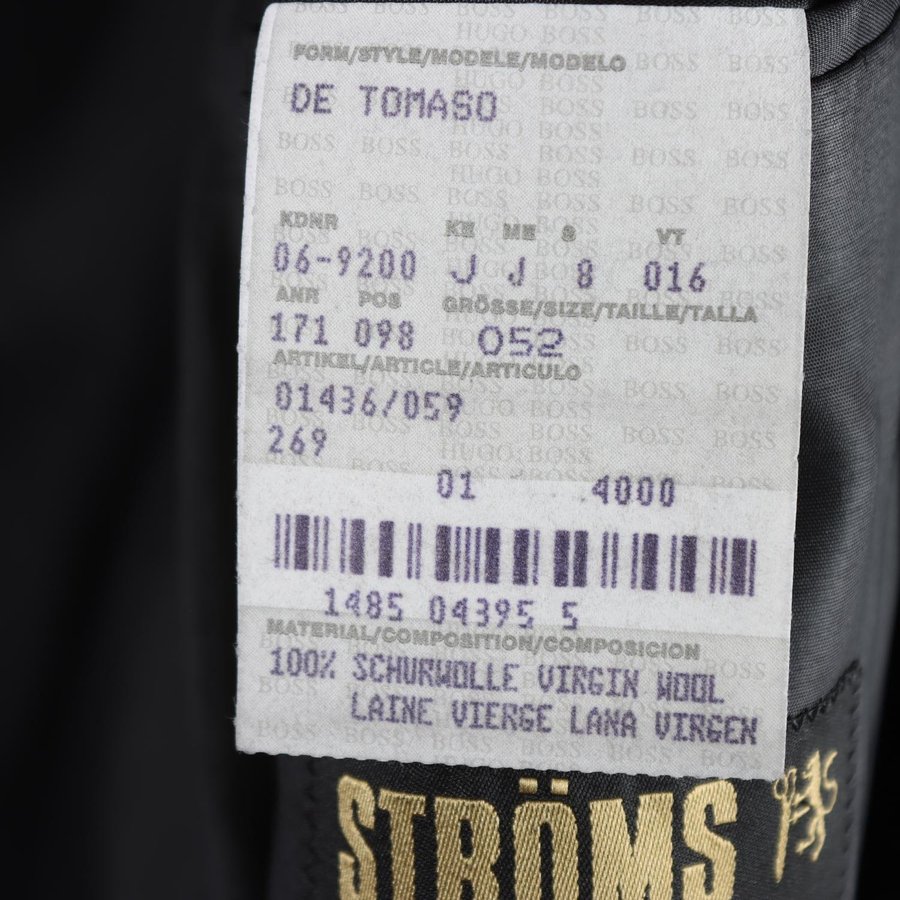 FORM/STYLE/MODELE/MODELO
DE TOMASO
KDNR KE ME S VT
06-9200 J J 8 016
ANR POS GRÖSSE/SIZE/TAILLE/TALLA
171 098 052
ARTIKEL/ARTICLE/ARTICULO
01436/059
269
01 4000
1485 04395 5
MATERIAL/COMPOSITION/COMPOSICION
100% SCHURWOLLE VIRGIN WOOL
LAINE VIERGE LANA VIRGEN
STRÖMS